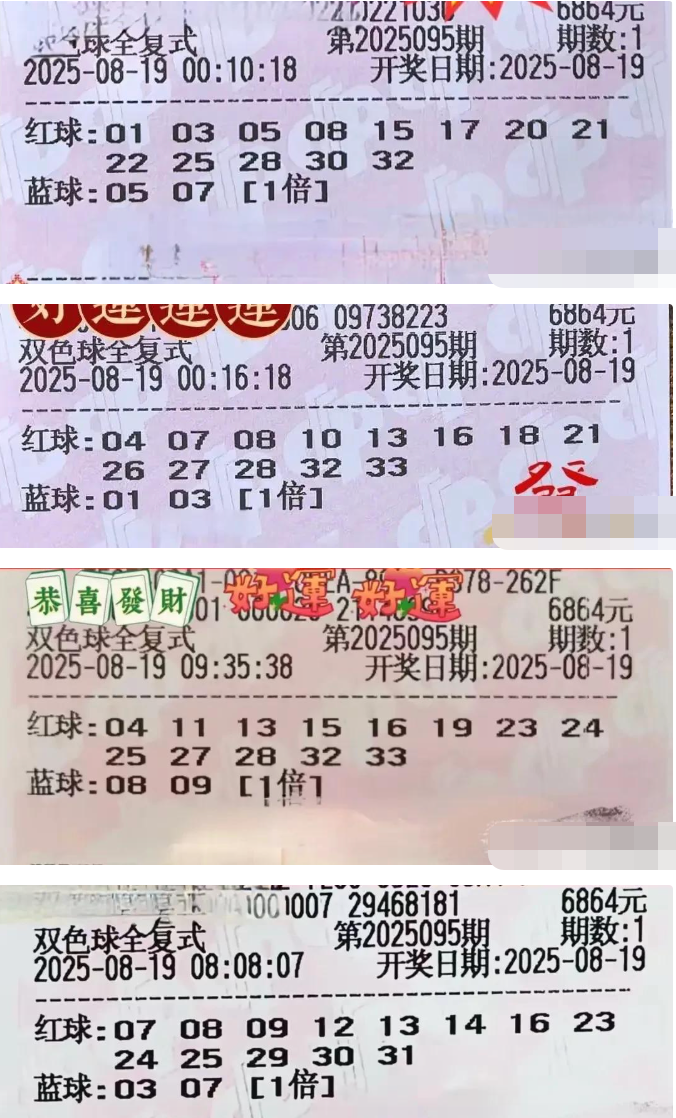 6864元
双色球全复式 第2025095期 期数:1
2025-08-19 00:10:18 开奖日期:2025-08-19
红球:01 03 05 08 15 17 20 21
22 25 28 30 32
蓝球:05 07 [1倍]
好運連連
06 09738223 6864元
双色球全复式 第2025095期 期数:1
2025-08-19 00:16:18 开奖日期:2025-08-19
红球:04 07 08 10 13 16 18 21
26 27 28 32 33
蓝球:01 03 [1倍]
發
恭喜發財 好運 好運 78-262F
6864元
双色球全复式 第2025095期 期数:1
2025-08-19 09:35:38 开奖日期:2025-08-19
红球:04 11 13 15 16 19 23 24
25 27 28 32 33
蓝球:08 09 [1倍]
0007 29468181 6864元
双色球全复式 第2025095期 期数:1
2025-08-19 08:08:07 开奖日期:2025-08-19
红球:07 08 09 12 13 14 16 23
24 25 29 30 31
蓝球:03 07 [1倍]